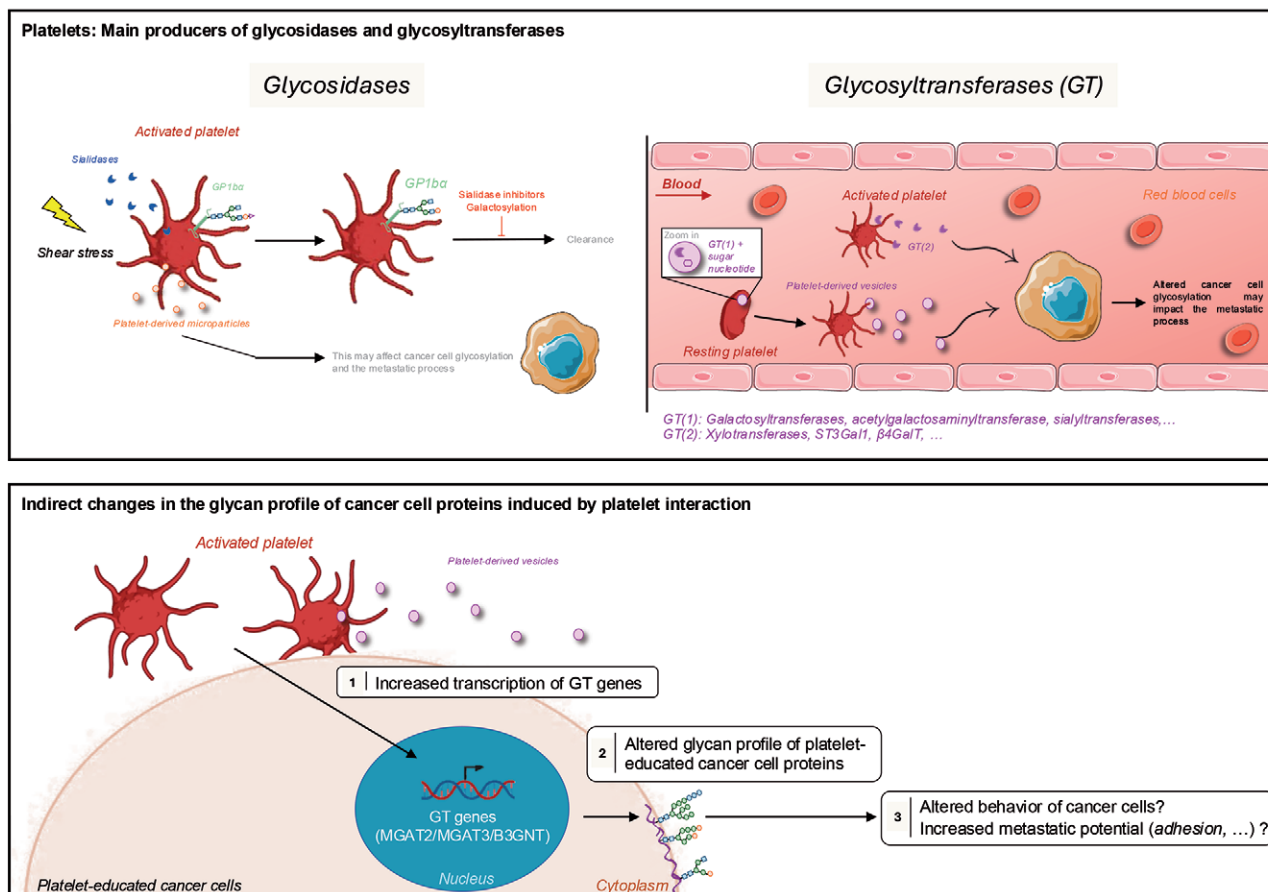 Platelets: Main producers of glycosidases and glycosyltransferases
Glycosidases
Activated platelet
Sialidases
GP1bα
Shear stress
Platelet-derived microparticles
GP1bα
Sialidase inhibitors
Galactosylation
Clearance
This may affect cancer cell glycosylation
and the metastatic process
Glycosyltransferases (GT)
Blood
Activated platelet
Red blood cells
GT(2)
Zoom in
GT(1) +
sugar
nucleotide
Platelet-derived vesicles
Resting platelet
Altered cancer cell
glycosylation may
impact the metastatic
process
GT(1): Galactosyltransferases, acetylgalactosaminyltransferase, sialyltransferases,...
GT(2): Xylotransferases, ST3Gal1, β4GalT, ...
Indirect changes in the glycan profile of cancer cell proteins induced by platelet interaction
Activated platelet
Platelet-derived vesicles
1 Increased transcription of GT genes
2 Altered glycan profile of platelet-
educated cancer cell proteins
GT genes
(MGAT2/MGAT3/B3GNT)
Nucleus
3 Altered behavior of cancer cells?
Increased metastatic potential (adhesion, ...) ?
Platelet-educated cancer cells
Cytoplasm